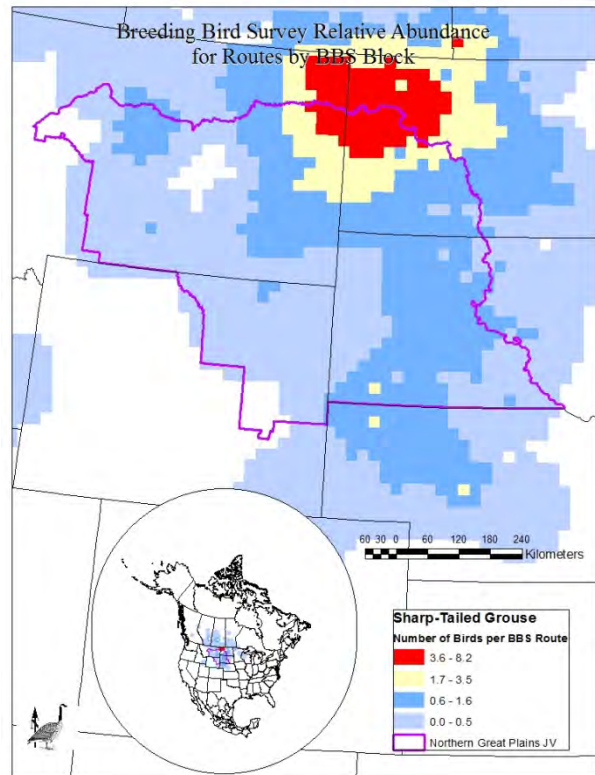 Breeding Bird Survey Relative Abundance
for Routes by BBS Block
60 30 0 60 120 180 240
Kilometers
Sharp-Tailed Grouse
Number of Birds per BBS Route
3.6 - 8.2
1.7 - 3.5
0.6 - 1.6
0.0 - 0.5
Northern Great Plains JV